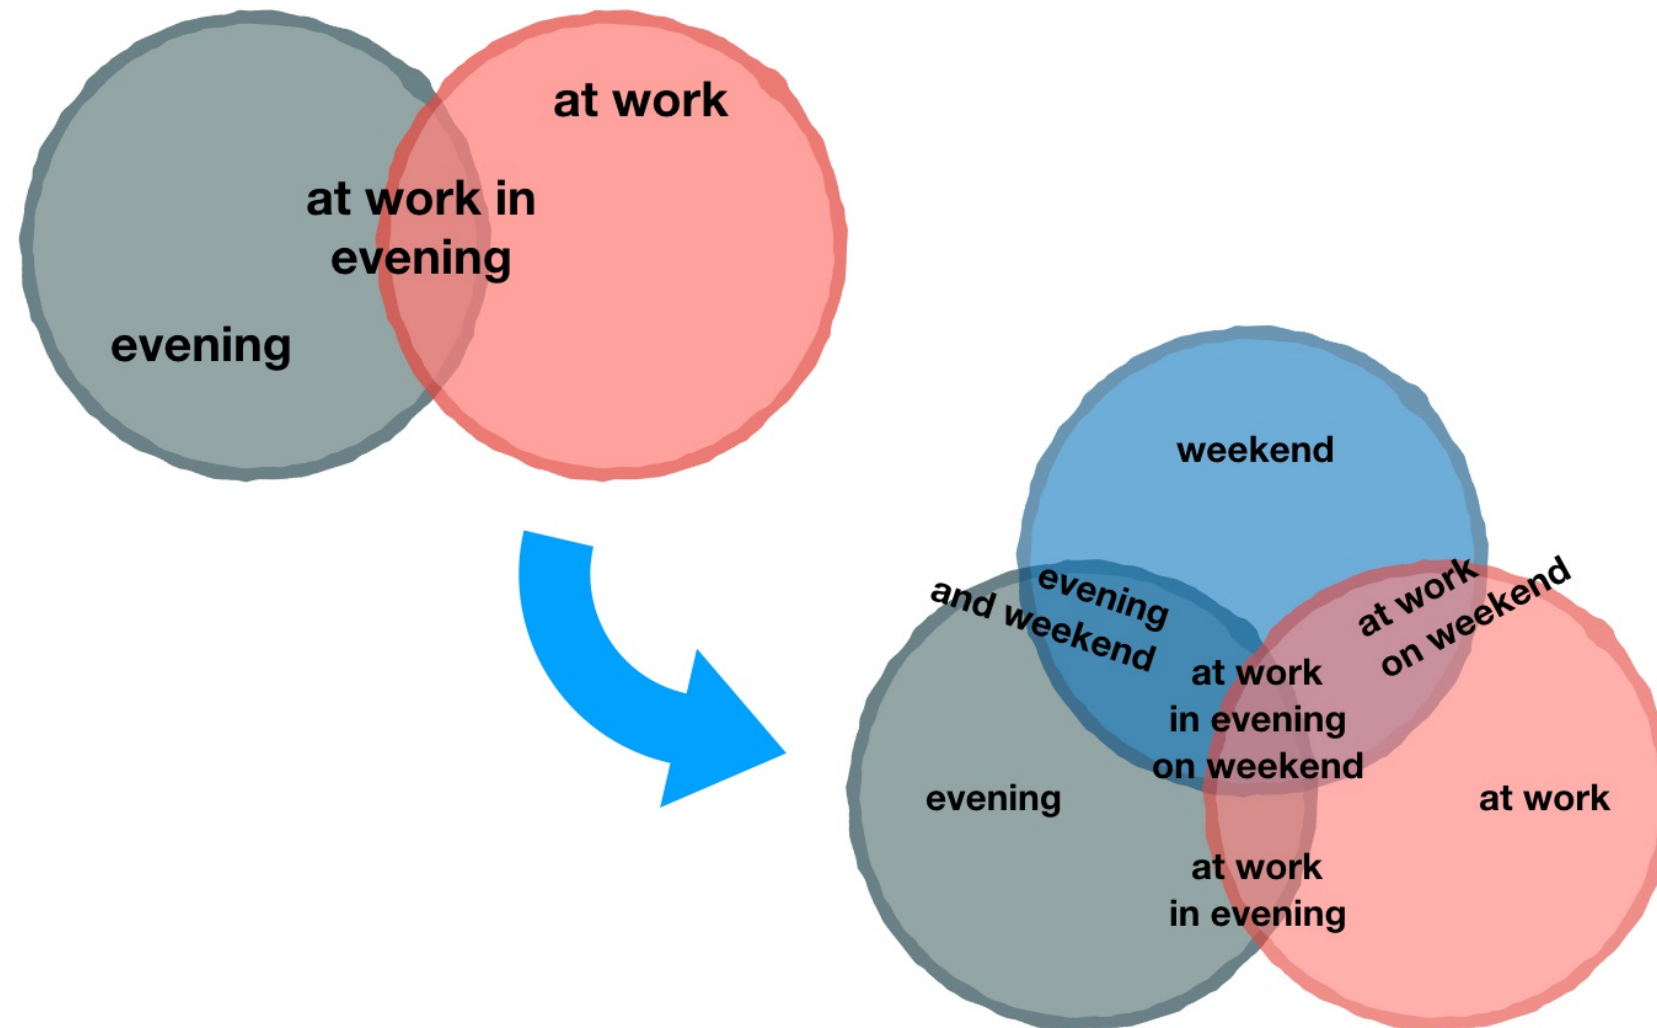 at work
at work in
evening
evening
weekend
evening
and weekend
at work
on weekend
at work
in evening
on weekend
evening
at work
at work
in evening